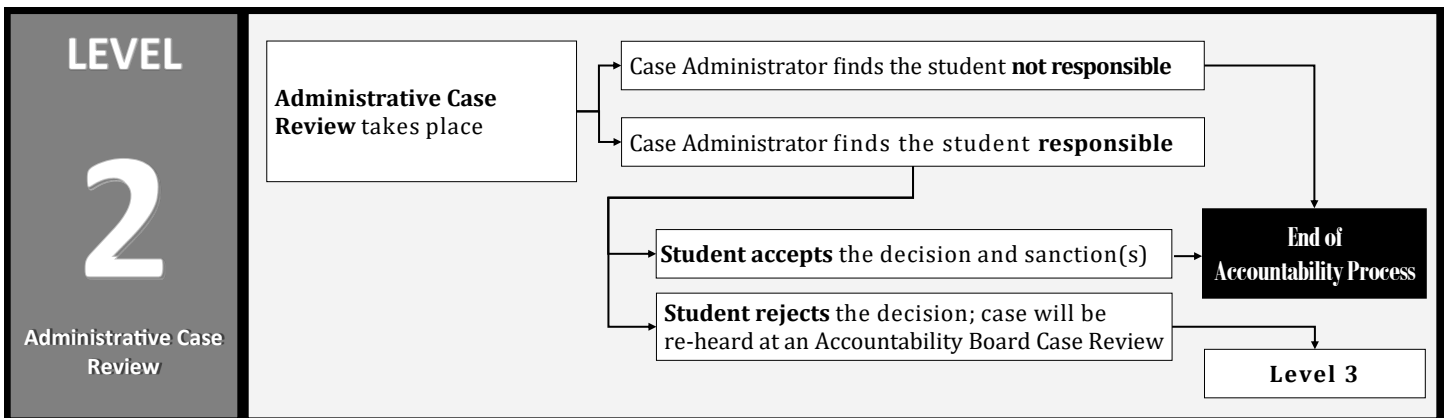 LEVEL
2
Administrative Case
Review
Administrative Case
Review takes place
Case Administrator finds the student not responsible
Case Administrator finds the student responsible
Student accepts the decision and sanction(s)
Student rejects the decision; case will be
re-heard at an Accountability Board Case Review
End of
Accountability Process
Level 3